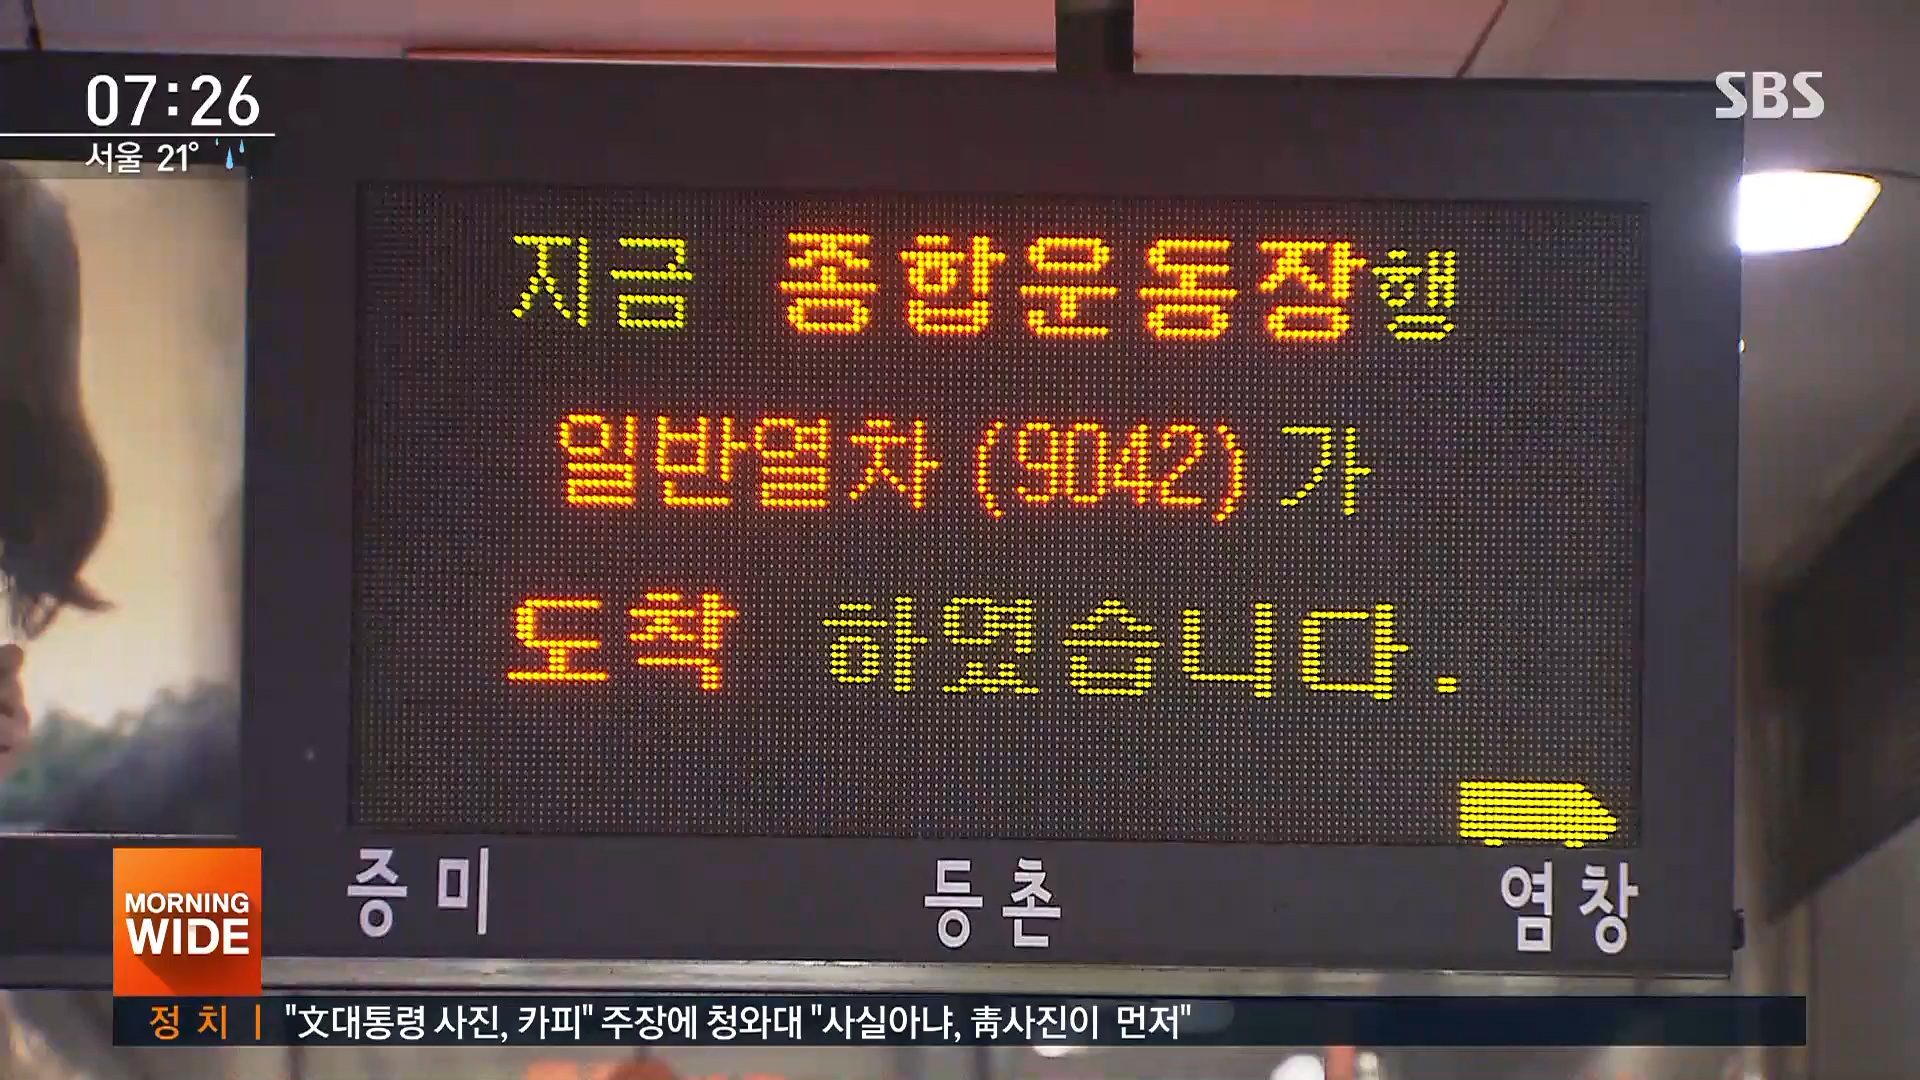 07:26
서울 21°
SBS
지금 종합운동장행
일반열차 (9042) 가
도착 하였습니다.
증미 등촌 염창
MORNING
WIDE
정치 | "文대통령 사진, 카피" 주장에 청와대 "사실아냐, 靑사진이 먼저"